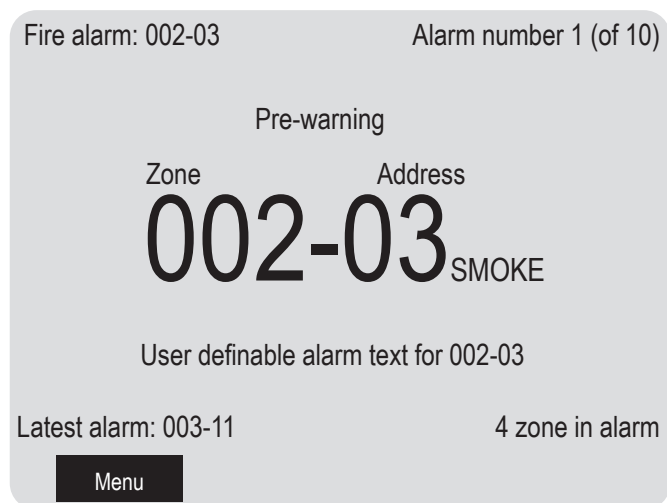 Fire alarm: 002-03 Alarm number 1 (of 10)
Pre-warning
Zone Address
002-03 SMOKE
User definable alarm text for 002-03
Latest alarm: 003-11 4 zone in alarm
Menu